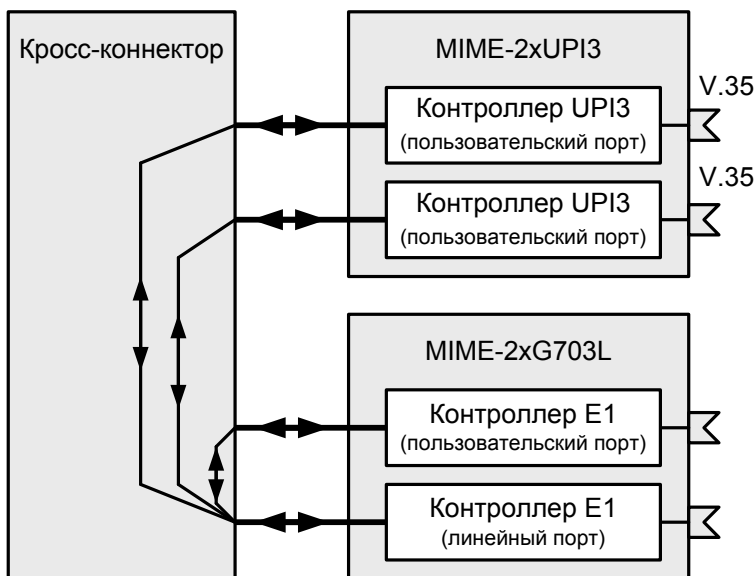 Кросс-коннектор
MIME-2xUPI3
V.35
Контроллер UPI3
(пользовательский порт)
V.35
Контроллер UPI3
(пользовательский порт)
MIME-2xG703L
Контроллер E1
(пользовательский порт)
Контроллер E1
(линейный порт)